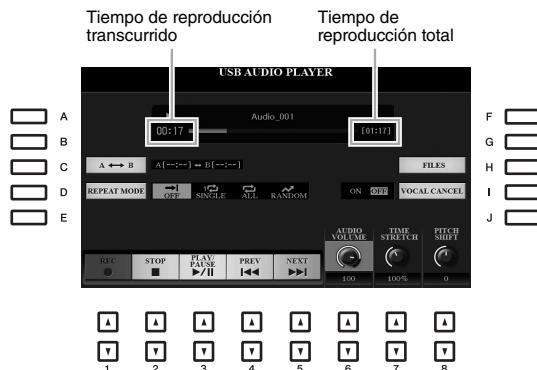 Tiempo de reproducción transcurrido
Tiempo de reproducción total
USB AUDIO PLAYER
Audio_001
00:17
[01:17]
A
B
C
D
E
F
G
H
I
J
A ⟷ B
A[--:--] ↔ B[--:--]
FILES
REPEAT MODE
OFF
SINGLE
ALL
RANDOM
ON OFF
VOCAL CANCEL
AUDIO VOLUME
TIME STRETCH
PITCH SHIFT
REC
STOP
PLAY/PAUSE
PREV
NEXT
100
100%
0
1 2 3 4 5 6 7 8